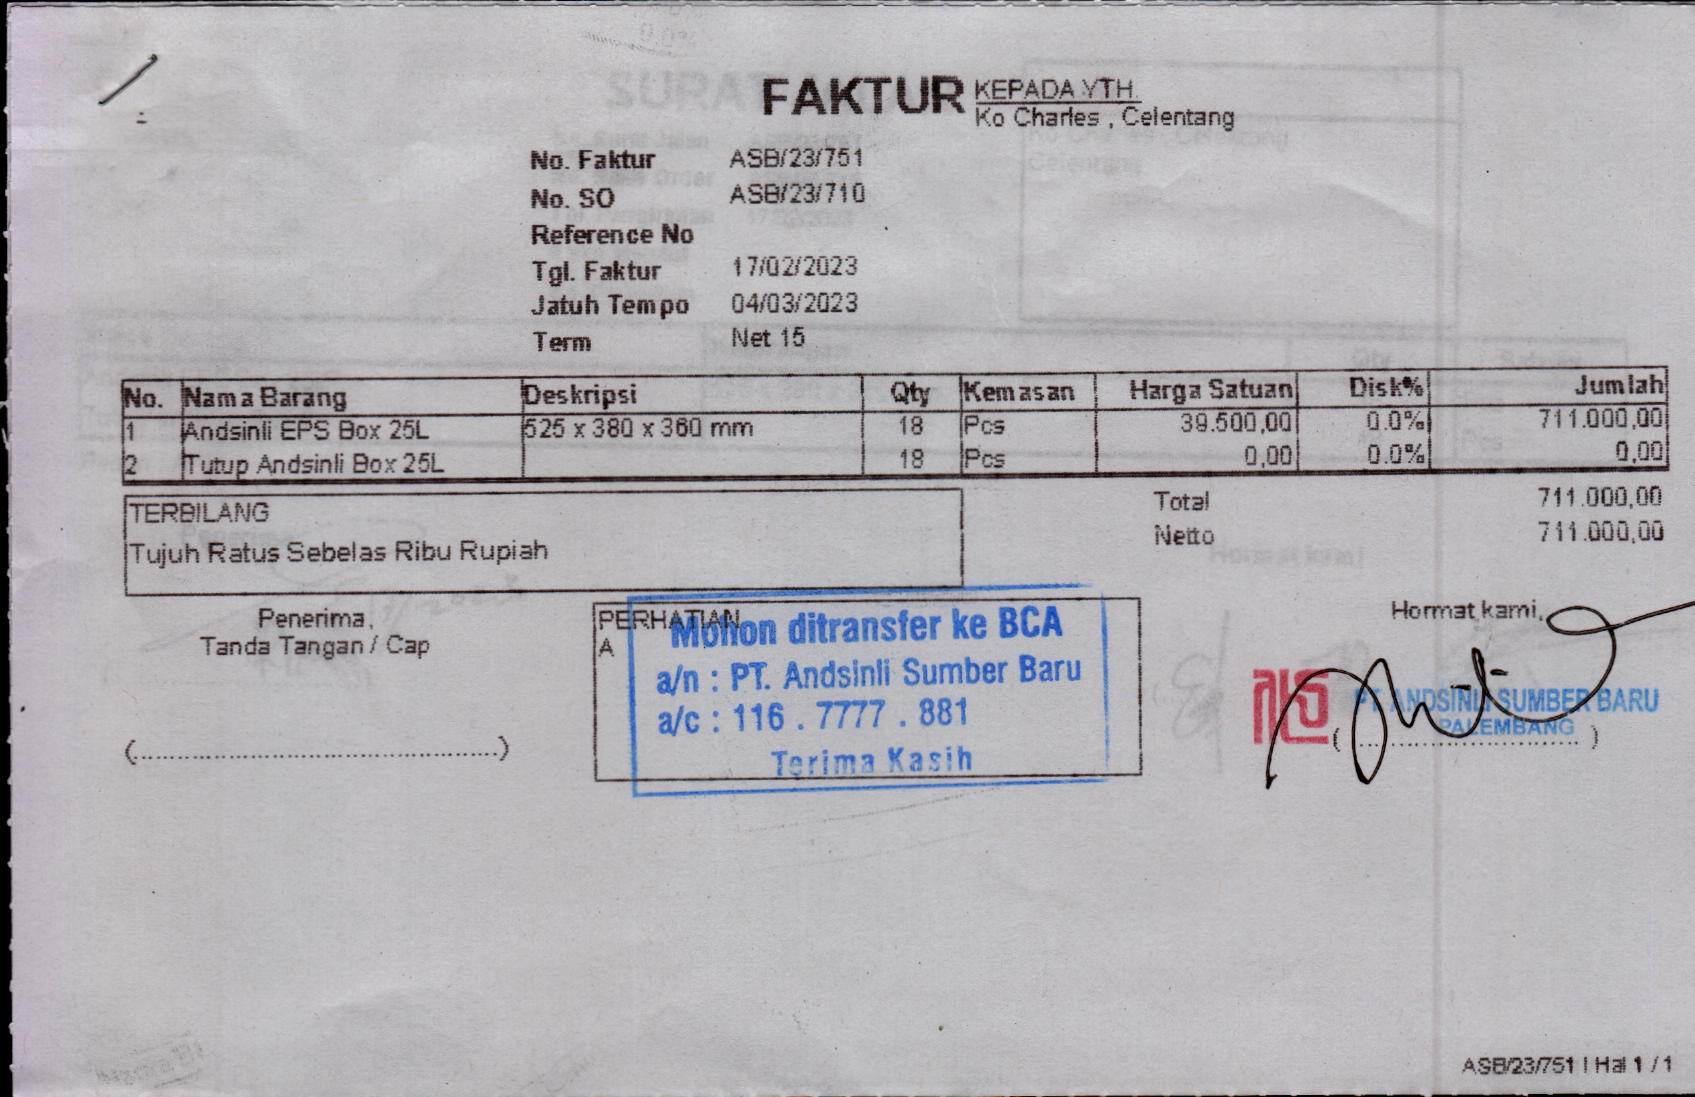 FAKTUR
KEPADA YTH.
Ko Charles , Celentang
No. Faktur ASB/23/751
No. SO ASB/23/710
Reference No
Tgl. Faktur 17/02/2023
Jatuh Tempo 04/03/2023
Term Net 15
No. Nama Barang Deskripsi Qty Kemasan Harga Satuan Disk% Jumlah
1 Andsinli EPS Box 25L 525 x 380 x 360 mm 18 Pcs 39.500,00 0.0% 711.000,00
2 Tutup Andsinli Box 25L 18 Pcs 0,00 0.0% 0,00
TERBILANG
Tujuh Ratus Sebelas Ribu Rupiah
Total 711.000,00
Netto 711.000,00
Penerima,
Tanda Tangan / Cap
(.....................................................)
PERHATIAN
A
Mohon ditransfer ke BCA
a/n : PT. Andsinli Sumber Baru
a/c : 116 . 7777 . 881
Terima Kasih
Hormat kami,
PT. ANDSINLI SUMBER BARU
PALEMBANG
( ................................ )
ASB/23/751 | Hal 1 / 1